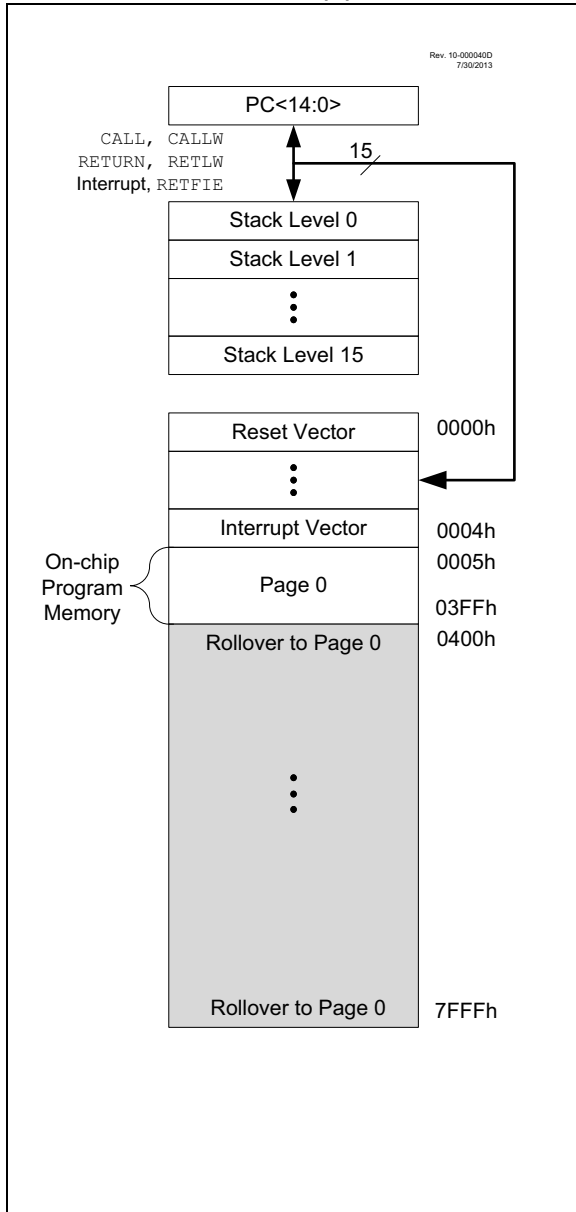 Rev. 10-000040D
7/30/2013
PC<14:0>
CALL, CALLW
RETURN, RETLW
Interrupt, RETFIE
15
Stack Level 0
Stack Level 1
Stack Level 15
Reset Vector
0000h
Interrupt Vector
0004h
On-chip
Program
Memory
Page 0
0005h
03FFh
Rollover to Page 0
0400h
Rollover to Page 0
7FFFh